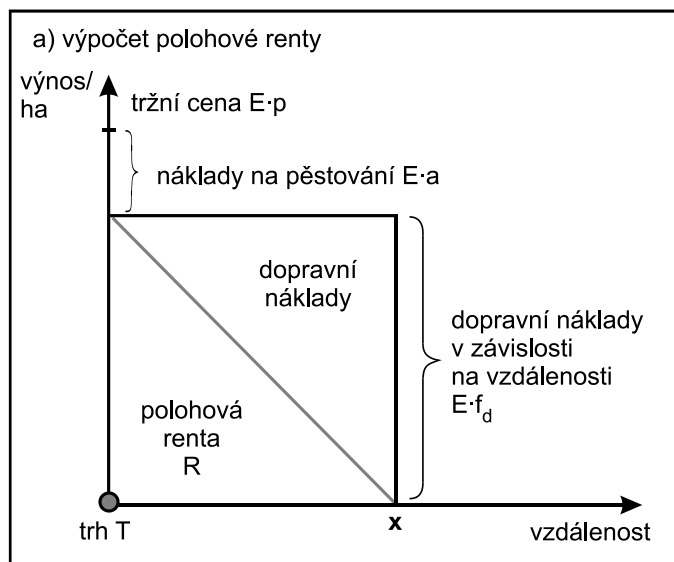 a) výpočet polohové renty
výnos/
ha
tržní cena E·p
náklady na pěstování E·a
dopravní
náklady
dopravní náklady
v závislosti
na vzdálenosti
E·f_d
polohová
renta
R
trh T
x
vzdálenost